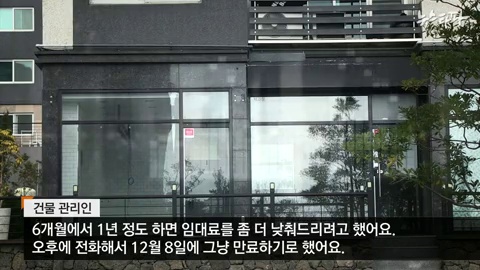 건물 관리인
6개월에서 1년 정도 하면 임대료를 좀 더 낮춰드리려고 했어요.
오후에 전화해서 12월 8일에 그냥 만료하기로 했어요.